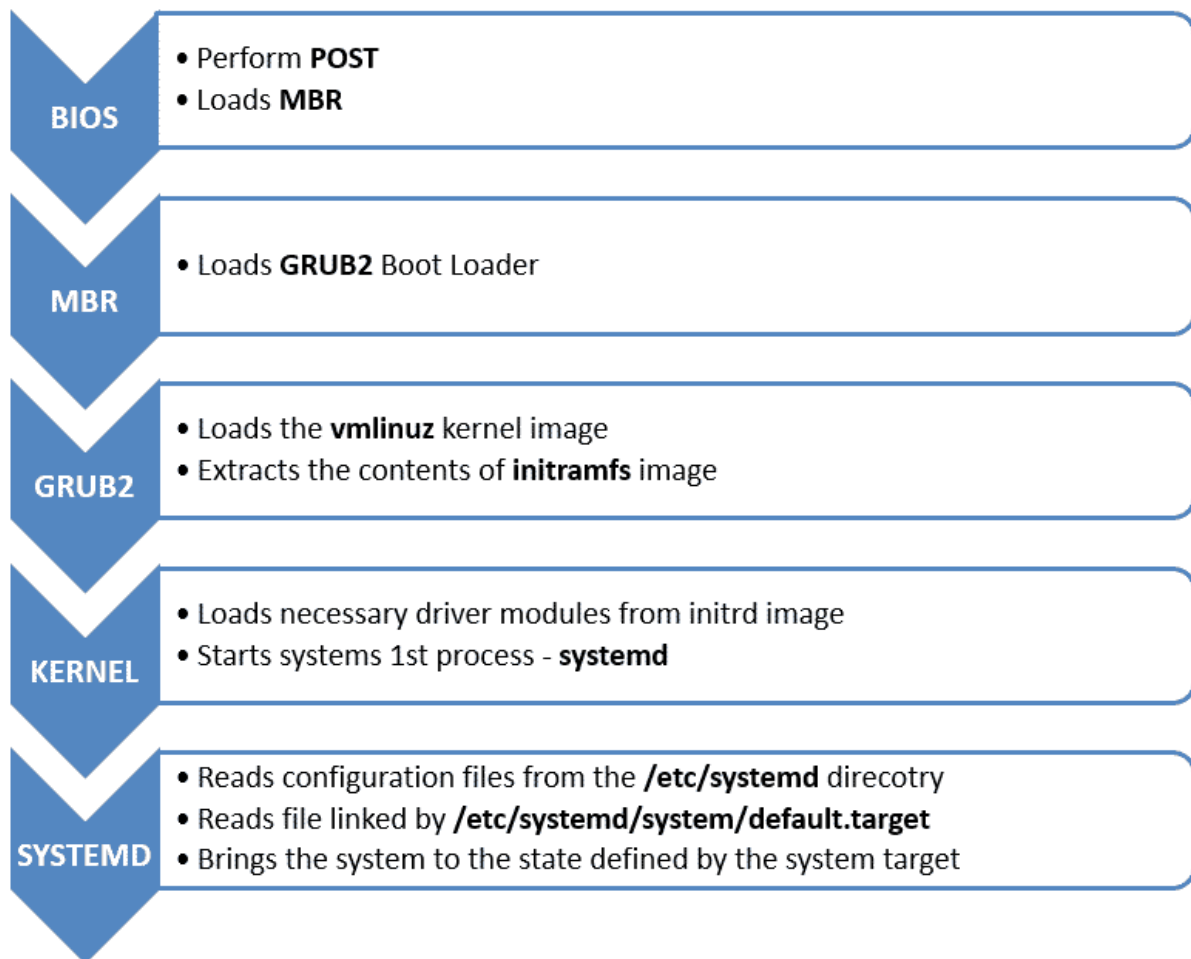 BIOS
• Perform POST
• Loads MBR
MBR
• Loads GRUB2 Boot Loader
GRUB2
• Loads the vmlinuz kernel image
• Extracts the contents of initramfs image
KERNEL
• Loads necessary driver modules from initrd image
• Starts systems 1st process - systemd
SYSTEMD
• Reads configuration files from the /etc/systemd direcotry
• Reads file linked by /etc/systemd/system/default.target
• Brings the system to the state defined by the system target